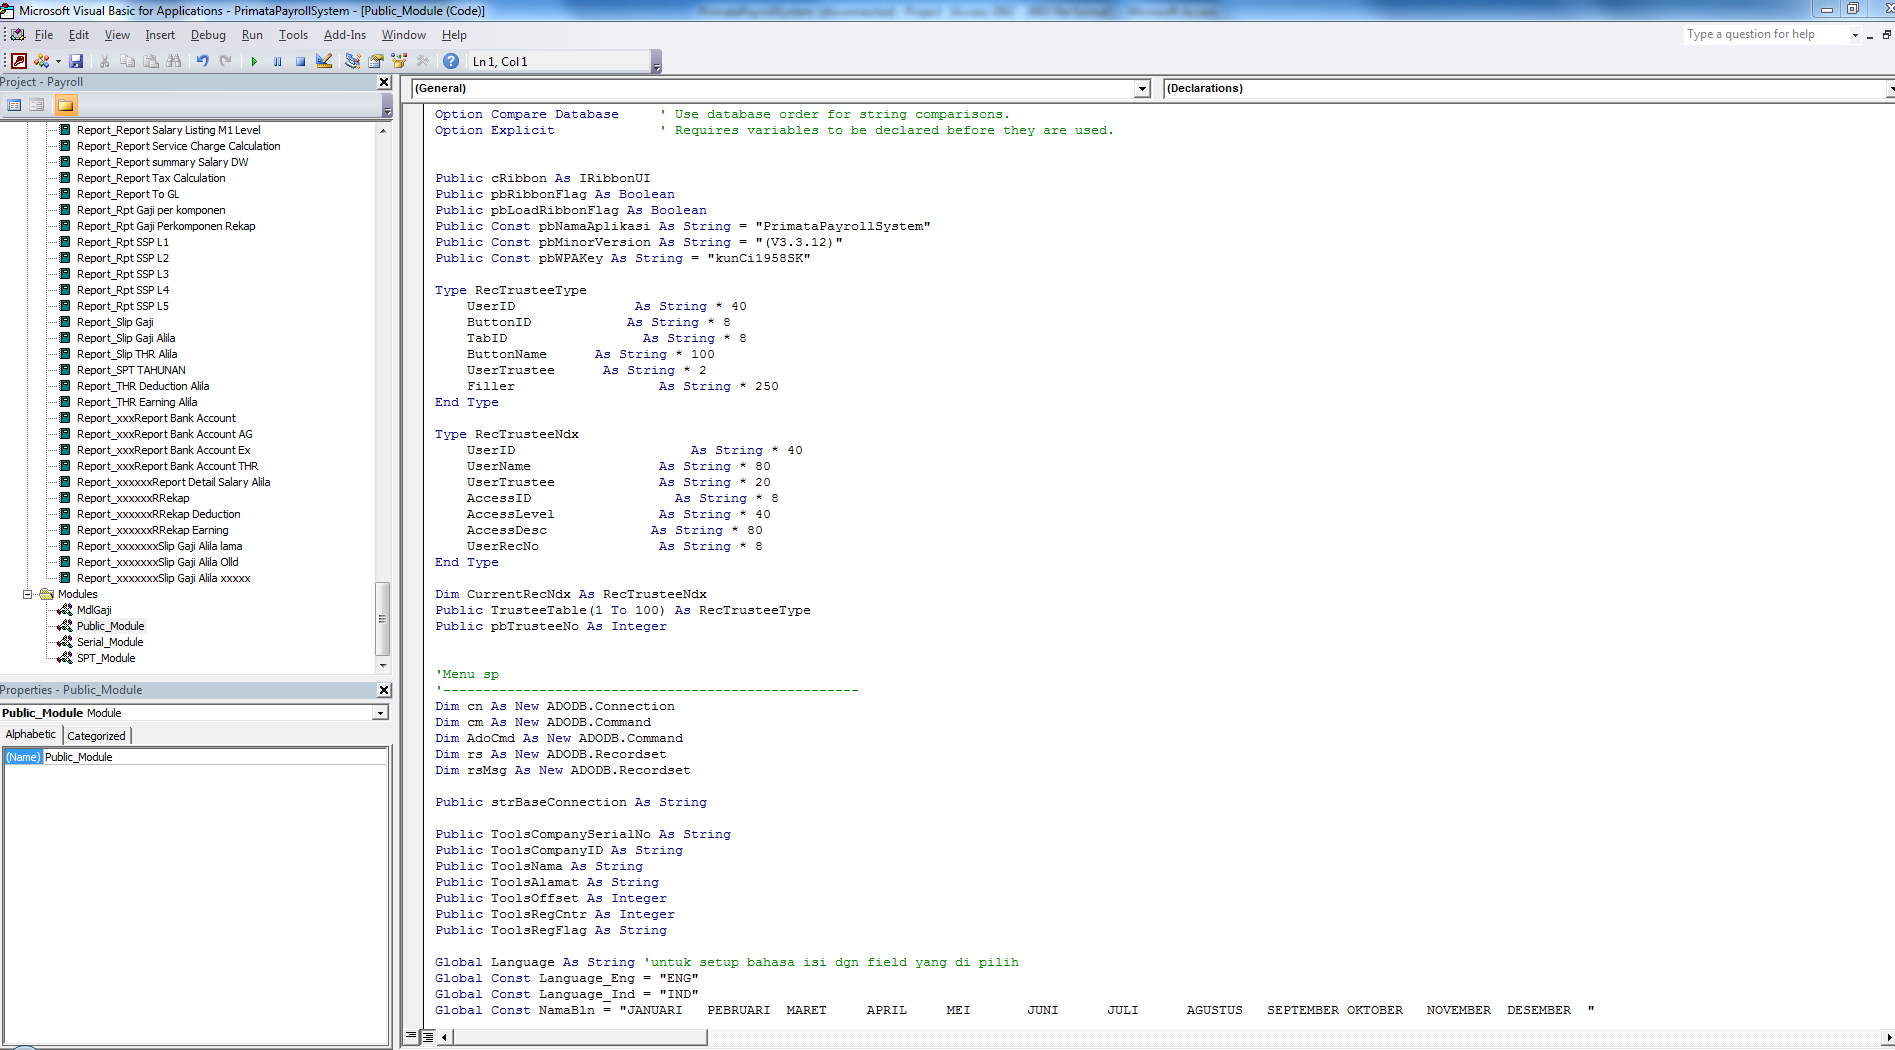 Microsoft Visual Basic for Applications - PrimataPayrollSystem - [Public_Module (Code)]
File Edit View Insert Debug Run Tools Add-Ins Window Help
Type a question for help
Ln 1, Col 1
Project - Payroll
Report_Report Salary Listing M1 Level
Report_Report Service Charge Calculation
Report_Report summary Salary DW
Report_Report Tax Calculation
Report_Report To GL
Report_Rpt Gaji per komponen
Report_Rpt Gaji Perkomponen Rekap
Report_Rpt SSP L1
Report_Rpt SSP L2
Report_Rpt SSP L3
Report_Rpt SSP L4
Report_Rpt SSP L5
Report_Slip Gaji
Report_Slip Gaji Alila
Report_Slip THR Alila
Report_SPT TAHUNAN
Report_THR Deduction Alila
Report_THR Earning Alila
Report_xxxReport Bank Account
Report_xxxReport Bank Account AG
Report_xxxReport Bank Account Ex
Report_xxxReport Bank Account THR
Report_xxxxxxReport Detail Salary Alila
Report_xxxxxxRRekap
Report_xxxxxxRRekap Deduction
Report_xxxxxxRRekap Earning
Report_xxxxxxxSlip Gaji Alila lama
Report_xxxxxxxSlip Gaji Alila Olld
Report_xxxxxxxSlip Gaji Alila xxxxx
Modules
MdlGaji
Public_Module
Serial_Module
SPT_Module
Properties - Public_Module
Public_Module Module
Alphabetic Categorized
(Name) Public_Module
(General) (Declarations)
Option Compare Database ' Use database order for string comparisons.
Option Explicit ' Requires variables to be declared before they are used.
Public cRibbon As IRibbonUI
Public pbRibbonFlag As Boolean
Public pbLoadRibbonFlag As Boolean
Public Const pbNamaAplikasi As String = "PrimataPayrollSystem"
Public Const pbMinorVersion As String = "(V3.3.12)"
Public Const pbWPAKey As String = "kunCi1958SK"
Type RecTrusteeType
UserID As String * 40
ButtonID As String * 8
TabID As String * 8
ButtonName As String * 100
UserTrustee As String * 2
Filler As String * 250
End Type
Type RecTrusteeNdx
UserID As String * 40
UserName As String * 80
UserTrustee As String * 20
AccessID As String * 8
AccessLevel As String * 40
AccessDesc As String * 80
UserRecNo As String * 8
End Type
Dim CurrentRecNdx As RecTrusteeNdx
Public TrusteeTable(1 To 100) As RecTrusteeType
Public pbTrusteeNo As Integer
'Menu sp
'----------------------------------------------------
Dim cn As New ADODB.Connection
Dim cm As New ADODB.Command
Dim AdoCmd As New ADODB.Command
Dim rs As New ADODB.Recordset
Dim rsMsg As New ADODB.Recordset
Public strBaseConnection As String
Public ToolsCompanySerialNo As String
Public ToolsCompanyID As String
Public ToolsNama As String
Public ToolsAlamat As String
Public ToolsOffset As Integer
Public ToolsRegCntr As Integer
Public ToolsRegFlag As String
Global Language As String 'untuk setup bahasa isi dgn field yang di pilih
Global Const Language_Eng = "ENG"
Global Const Language_Ind = "IND"
Global Const NamaBln = "JANUARI PEBRUARI MARET APRIL MEI JUNI JULI AGUSTUS SEPTEMBER OKTOBER NOVEMBER DESEMBER "